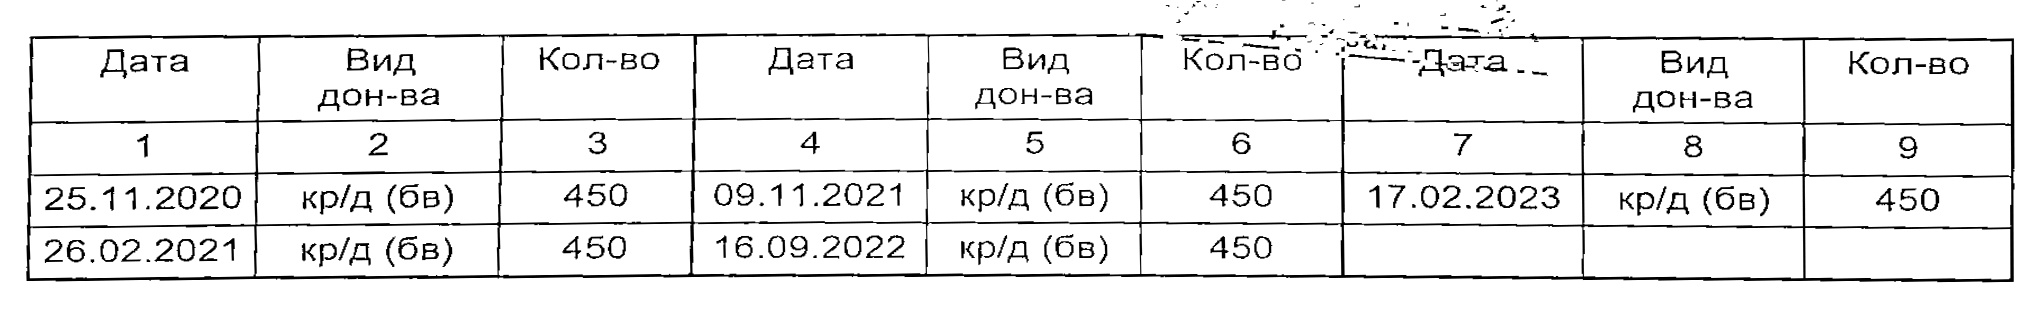 Дата Вид дон-ва Кол-во Дата Вид дон-ва Кол-во Дата Вид дон-ва Кол-во
1 2 3 4 5 6 7 8 9
25.11.2020 кр/д (бв) 450 09.11.2021 кр/д (бв) 450 17.02.2023 кр/д (бв) 450
26.02.2021 кр/д (бв) 450 16.09.2022 кр/д (бв) 450